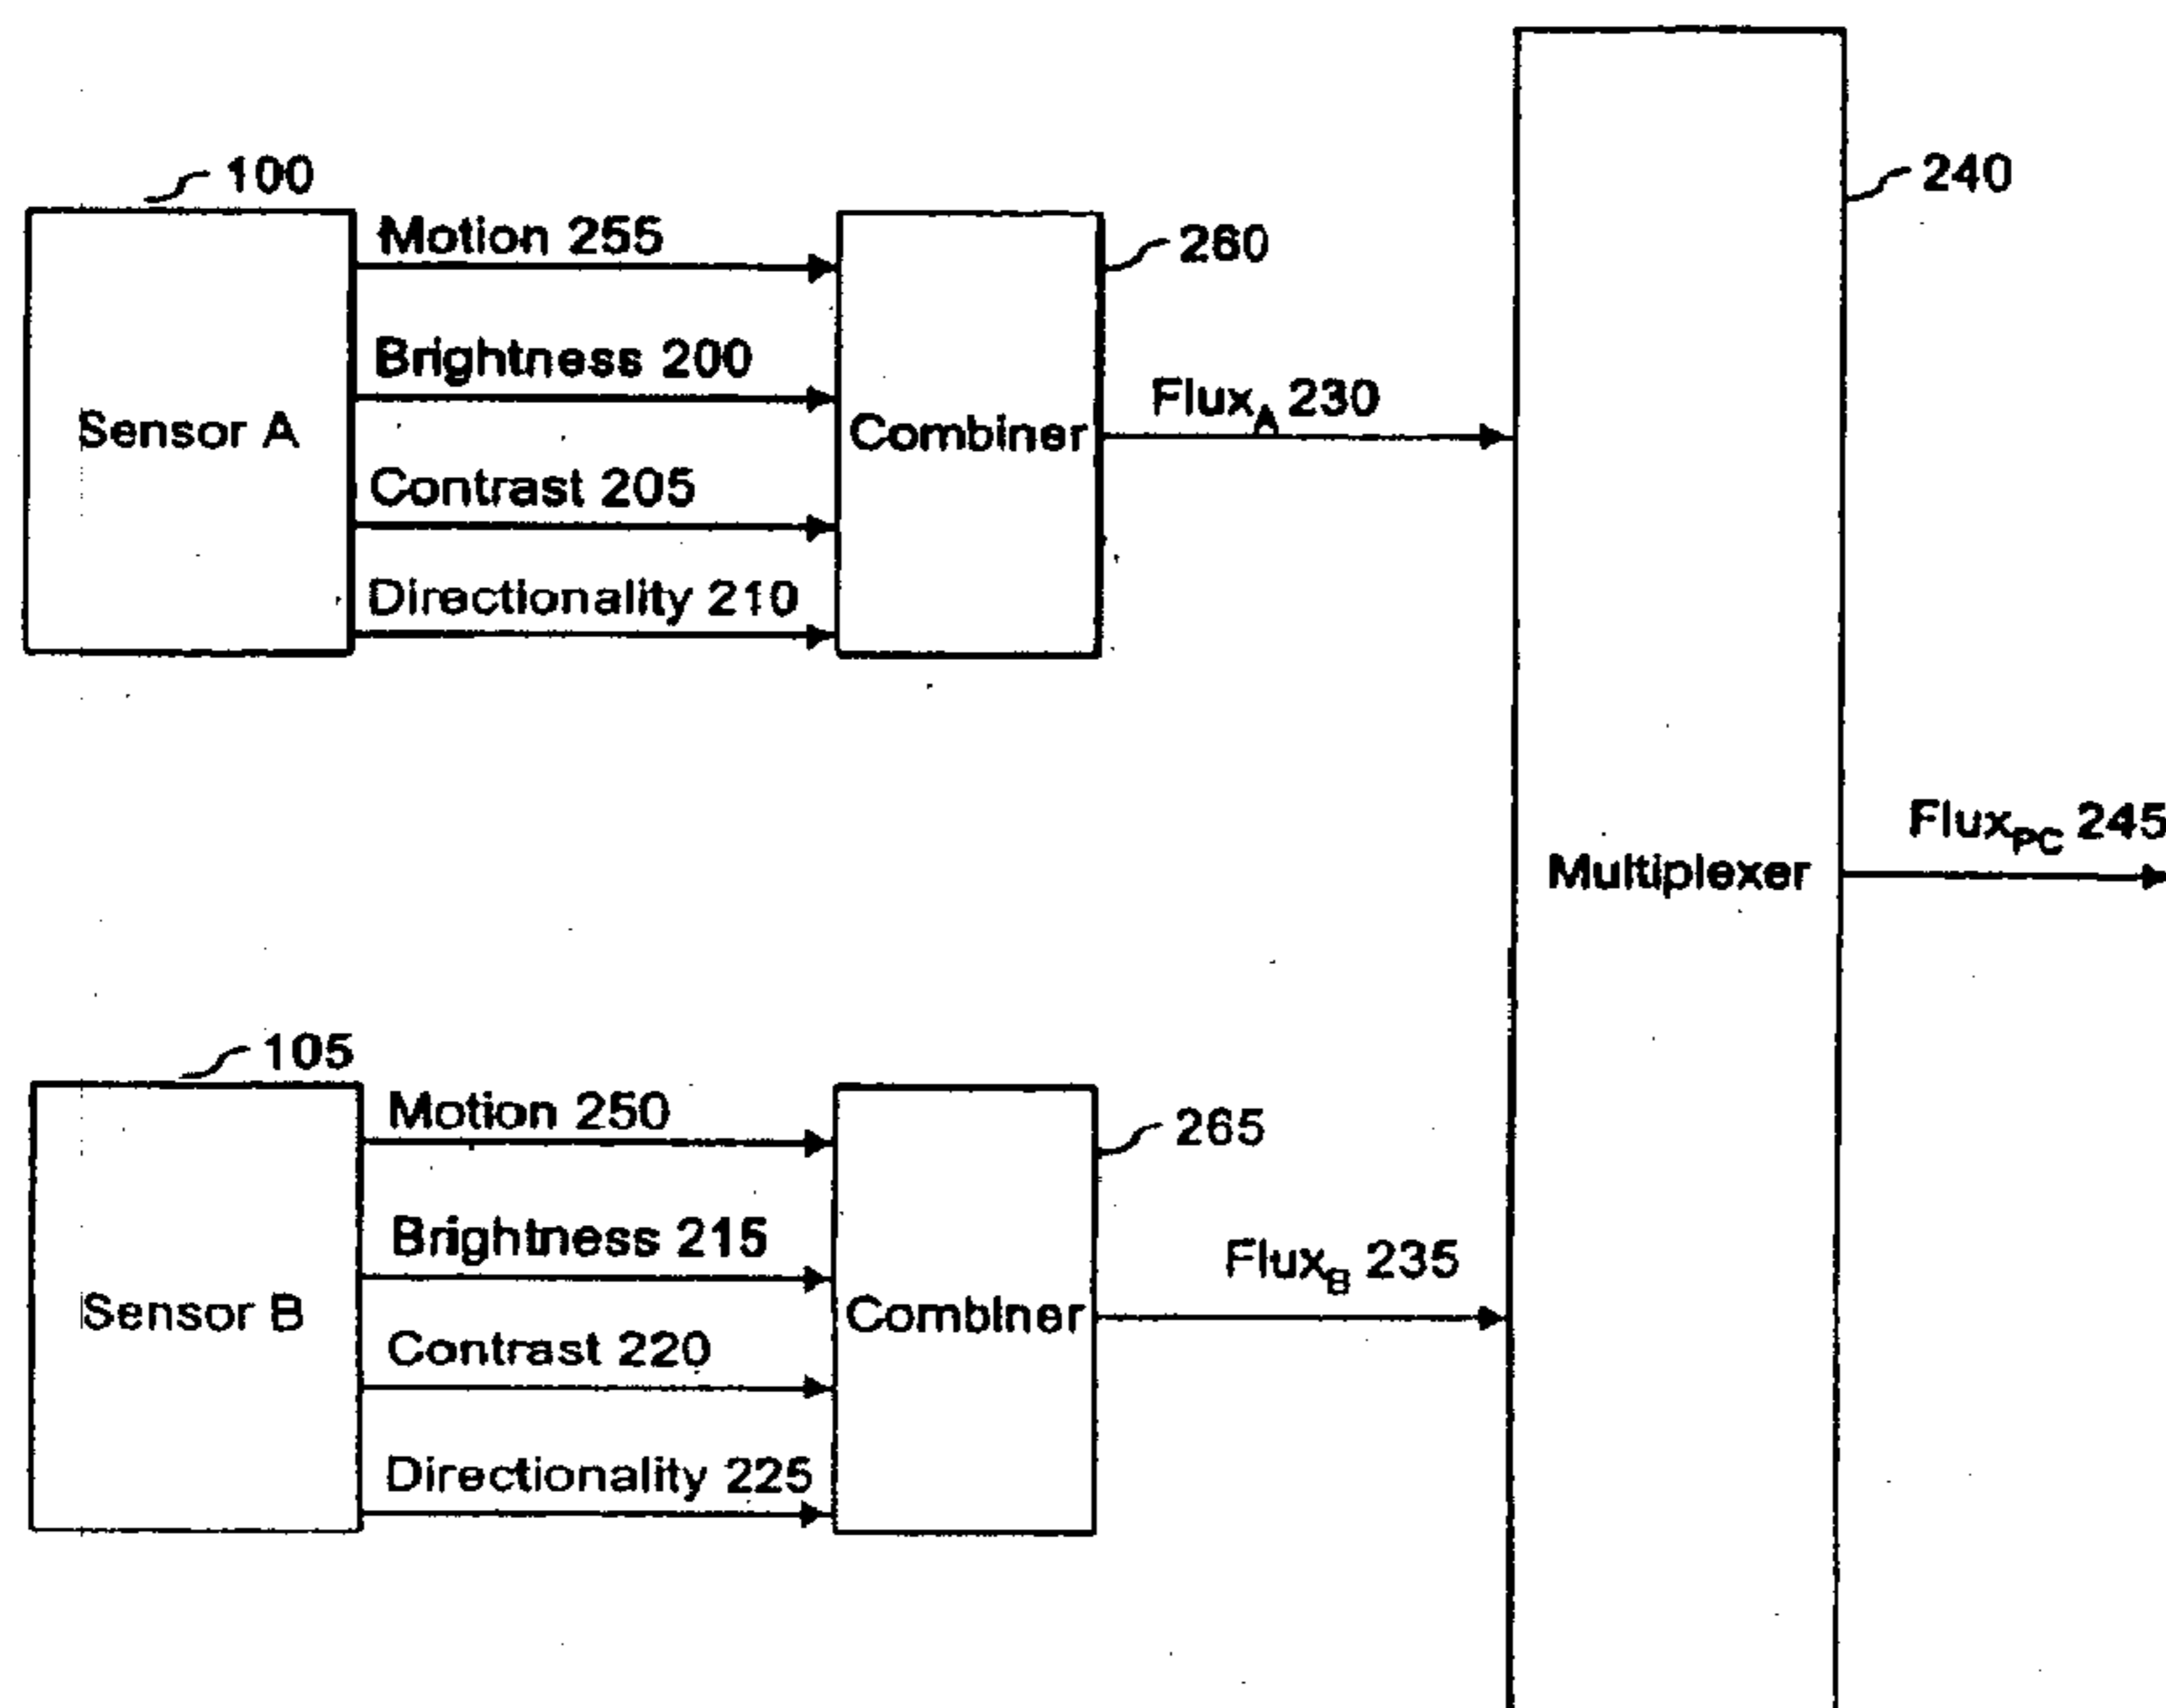 100
240
Motion 255
260
Brightness 200
Flux_A 230
Sensor A
Combiner
Contrast 205
Directionality 210
Flux_PC 245
Multiplexer
105
Motion 250
265
Brightness 215
Flux_B 235
Sensor B
Combiner
Contrast 220
Directionality 225